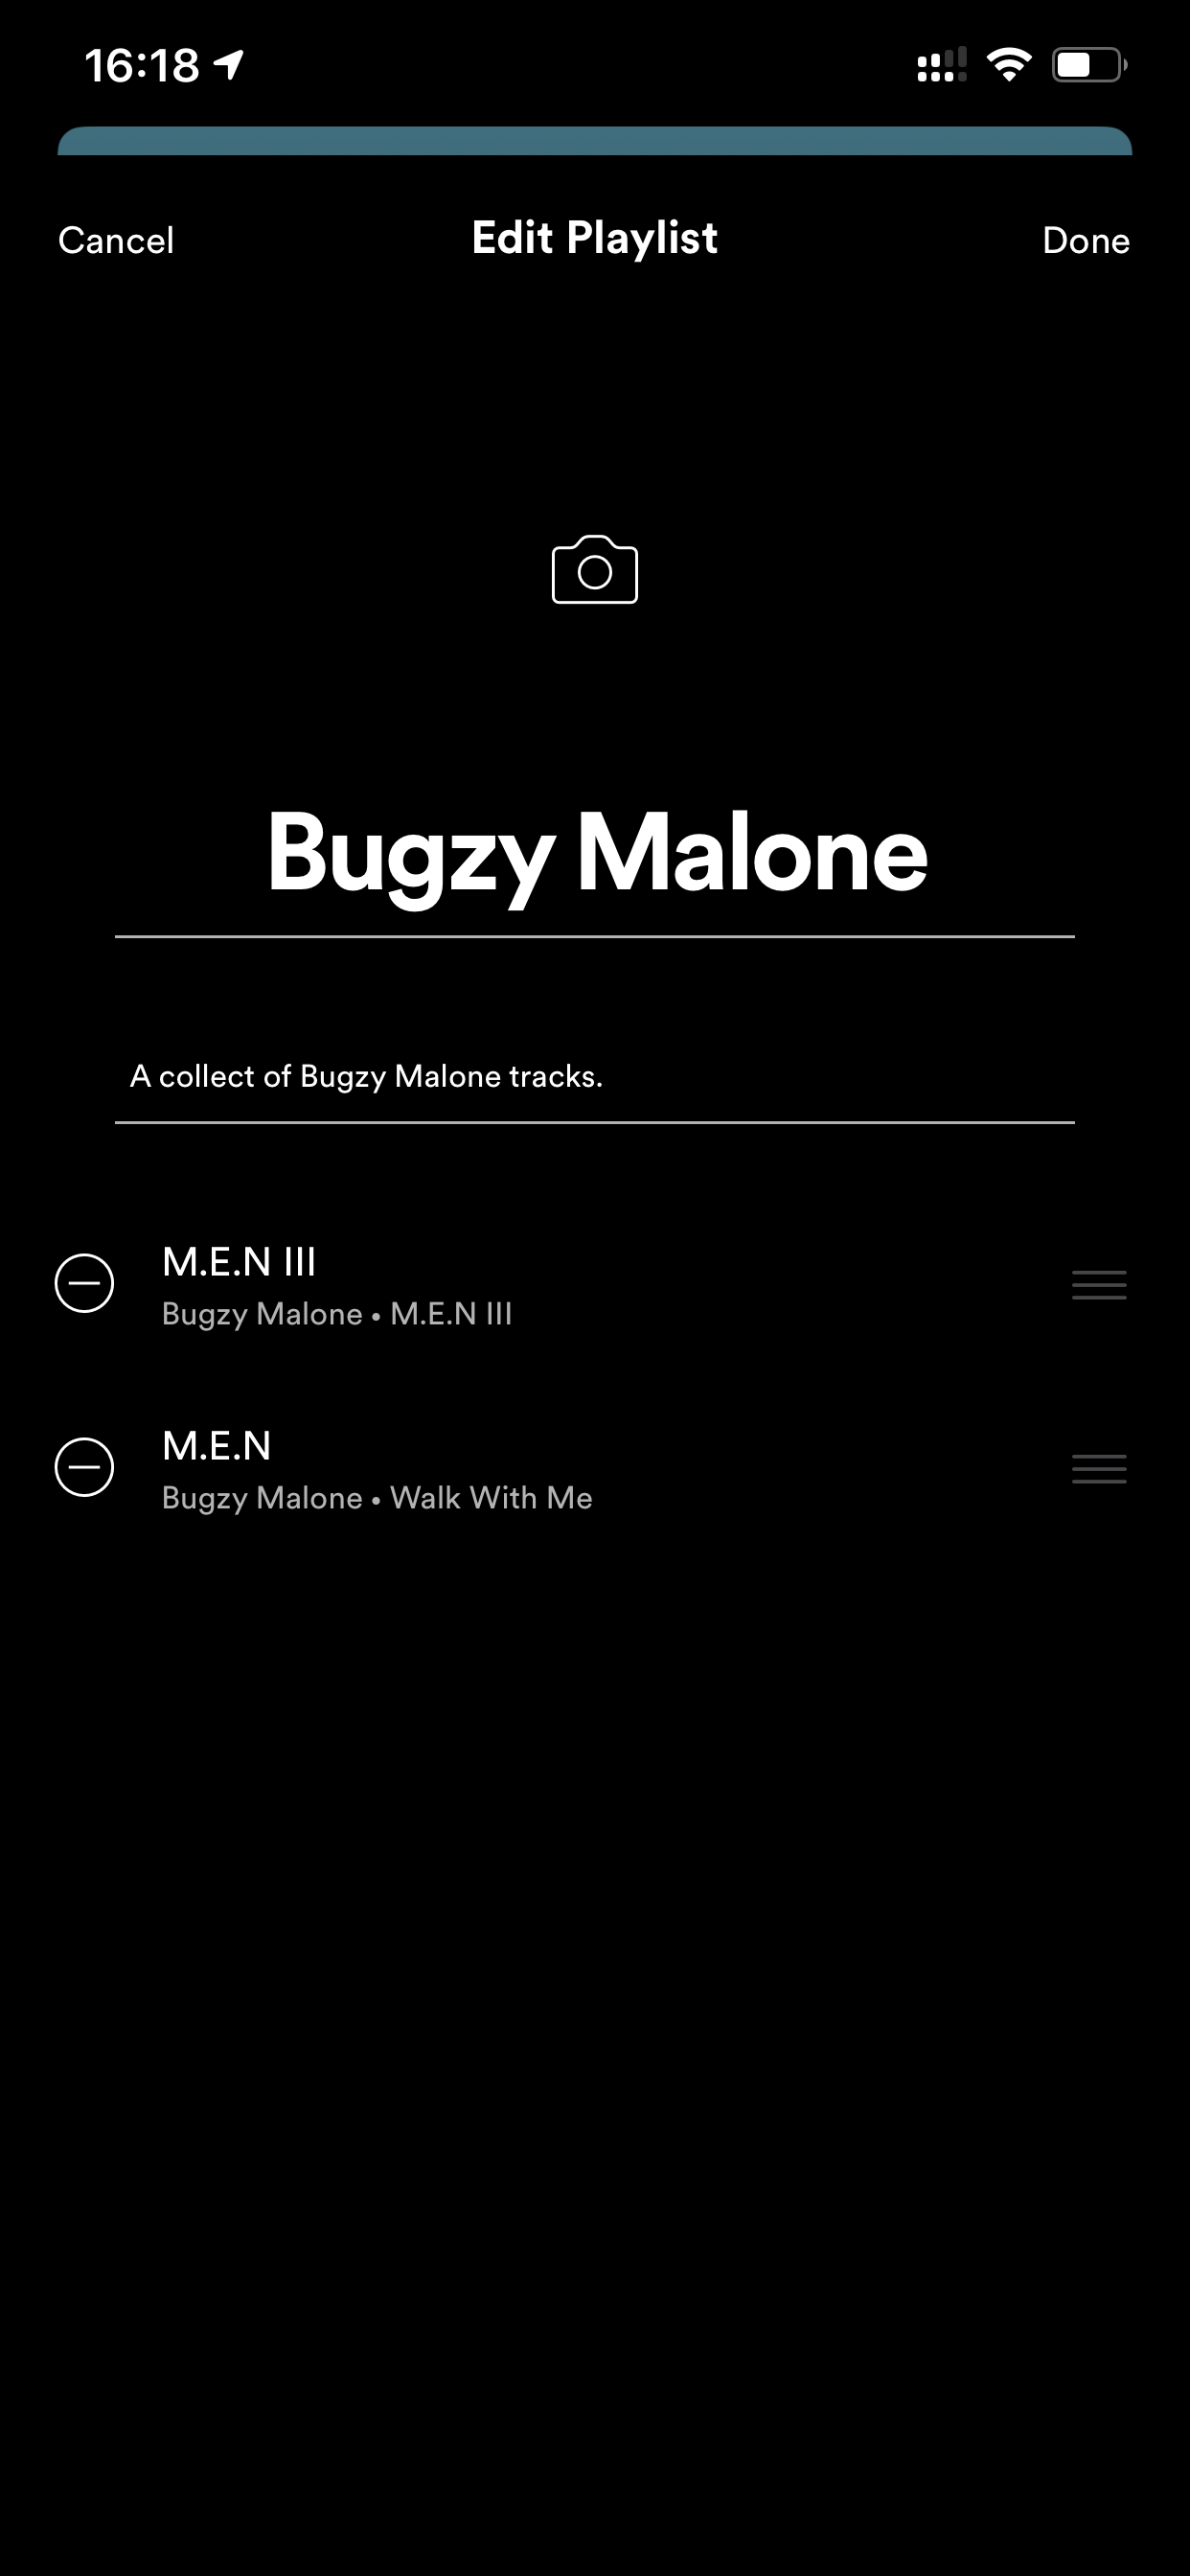 16:18
Cancel Edit Playlist Done
Bugzy Malone
A collect of Bugzy Malone tracks.
M.E.N III
Bugzy Malone • M.E.N III
M.E.N
Bugzy Malone • Walk With Me